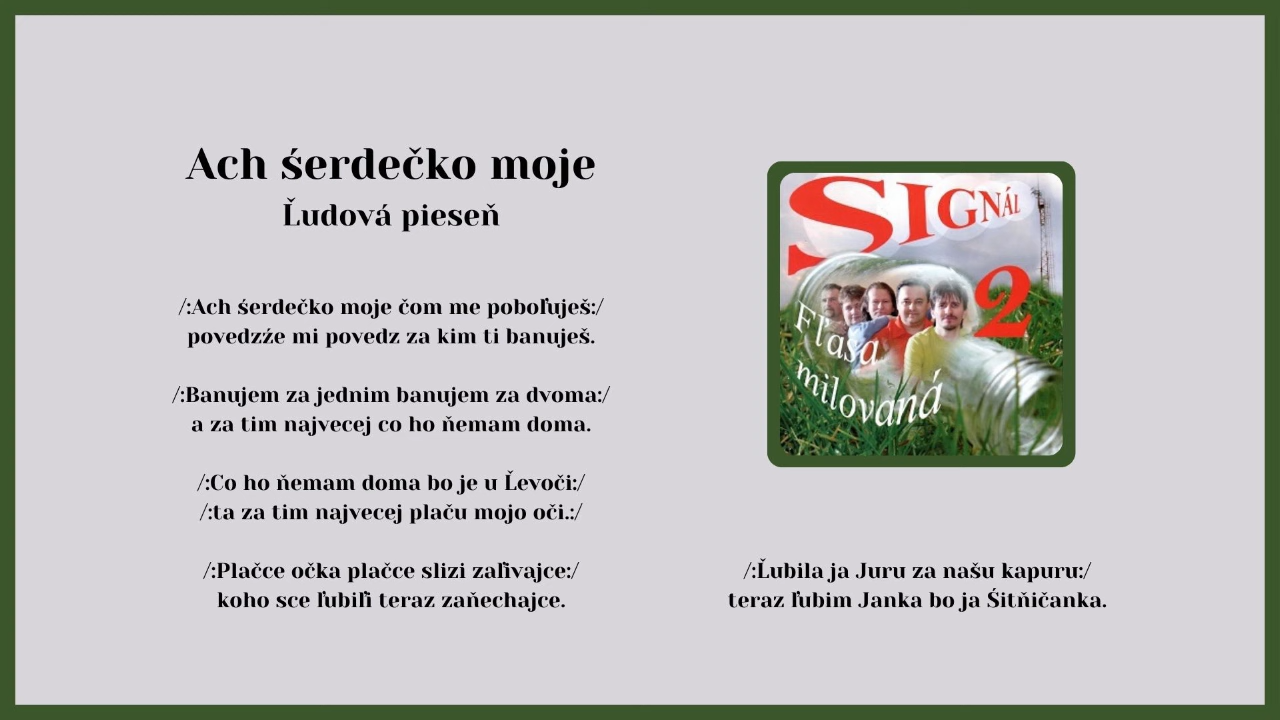 Ach śerdečko moje
Ľudová pieseň
/:Ach śerdečko moje čom me poboľuješ:/
povedzźe mi povedz za kim ti banuješ.
/:Banujem za jednim banujem za dvoma:/
a za tim najvecej co ho ňemam doma.
/:Co ho ňemam doma bo je u Ľevoči:/
/:ta za tim najvecej plaču mojo oči.:/
/:Plačce očka plačce slizi zaľivajce:/
koho sce ľubiľi teraz zaňechajce.
SIGNÁL
2
Fľaša
milovaná
/:Ľubila ja Juru za našu kapuru:/
teraz ľubim Janka bo ja Śitňičanka.